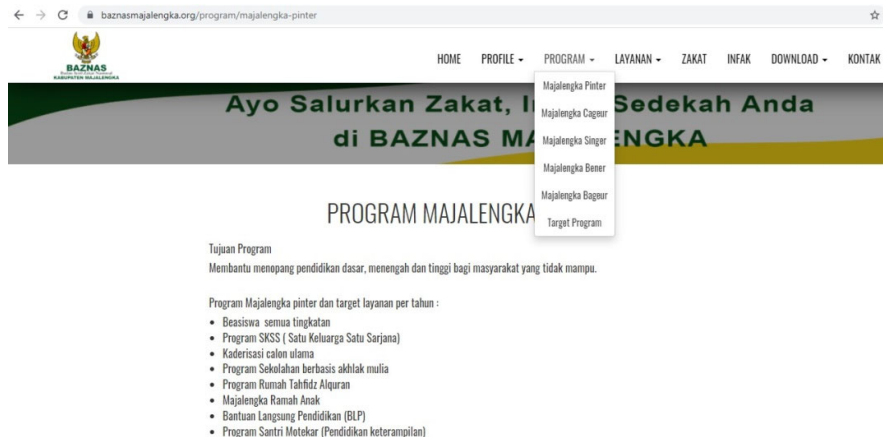 baznasmajalengka.org/program/majalengka-pinter
BAZNAS
Badan Amil Zakat Nasional
KABUPATEN MAJALENGKA
HOME PROFILE PROGRAM LAYANAN ZAKAT INFAK DOWNLOAD KONTAK
Majalengka Pinter
Majalengka Cageur
Majalengka Singer
Majalengka Bener
Majalengka Bageur
Target Program
Ayo Salurkan Zakat, I Sedekah Anda
di BAZNAS MA ENGKA
PROGRAM MAJALENGKA
Tujuan Program
Membantu menopang pendidikan dasar, menengah dan tinggi bagi masyarakat yang tidak mampu.
Program Majalengka pinter dan target layanan per tahun :
• Beasiswa semua tingkatan
• Program SKSS ( Satu Keluarga Satu Sarjana)
• Kaderisasi calon ulama
• Program Sekolahan berbasis akhlak mulia
• Program Rumah Tahfidz Alquran
• Majalengka Ramah Anak
• Bantuan Langsung Pendidikan (BLP)
• Program Santri Motekar (Pendidikan keterampilan)